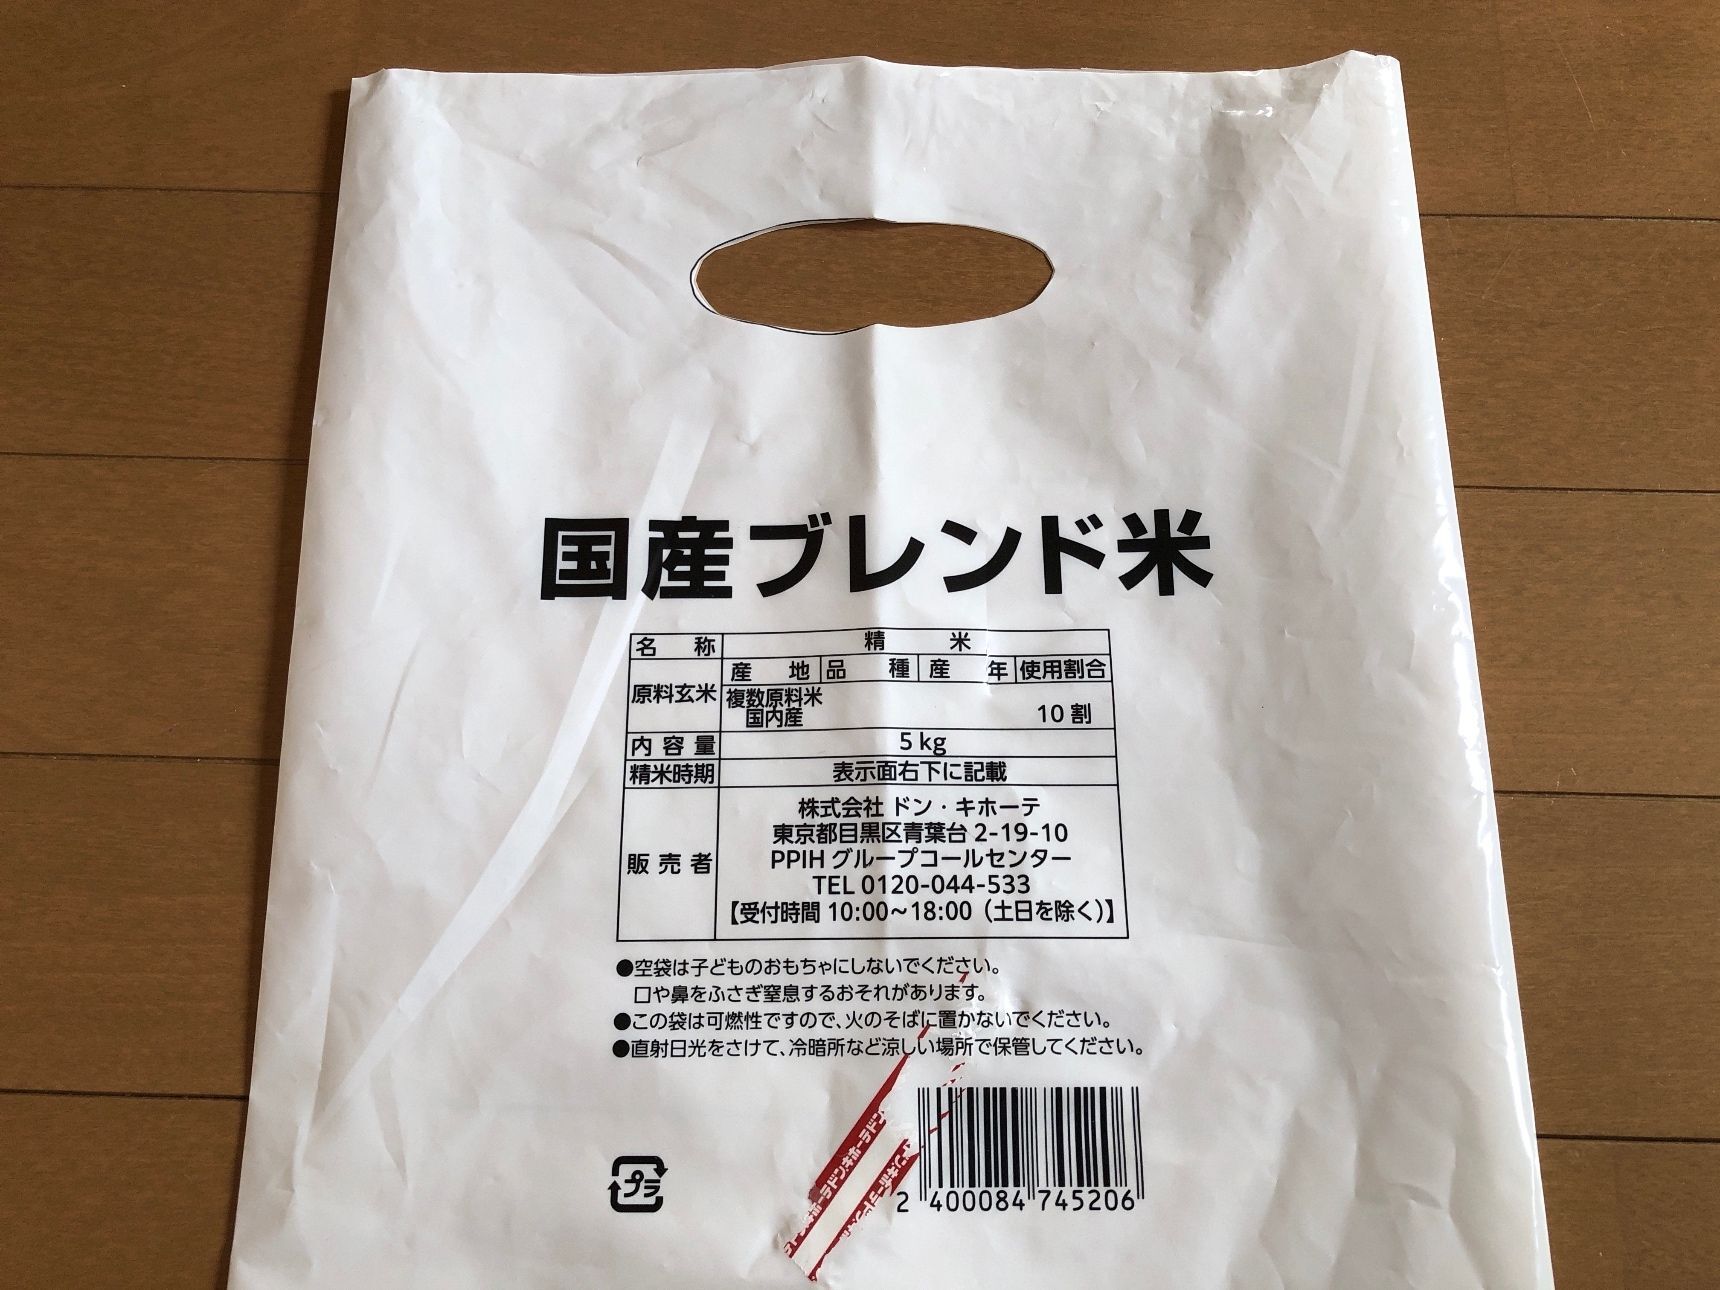 国産ブレンド米
名称 精米
原料玄米 産地 品種 産年 使用割合
複数原料米
国内産 10割
内容量 5kg
精米時期 表示面右下に記載
販売者
株式会社 ドン・キホーテ
東京都目黒区青葉台 2-19-10
PPIH グループコールセンター
TEL 0120-044-533
【受付時間 10:00～18:00(土日を除く)】
●空袋は子どものおもちゃにしないでください。
口や鼻をふさぎ窒息するおそれがあります。
●この袋は可燃性ですので、火のそばに置かないでください。
●直射日光をさけて、冷暗所など涼しい場所で保管してください。
プラ
2 400084 745206